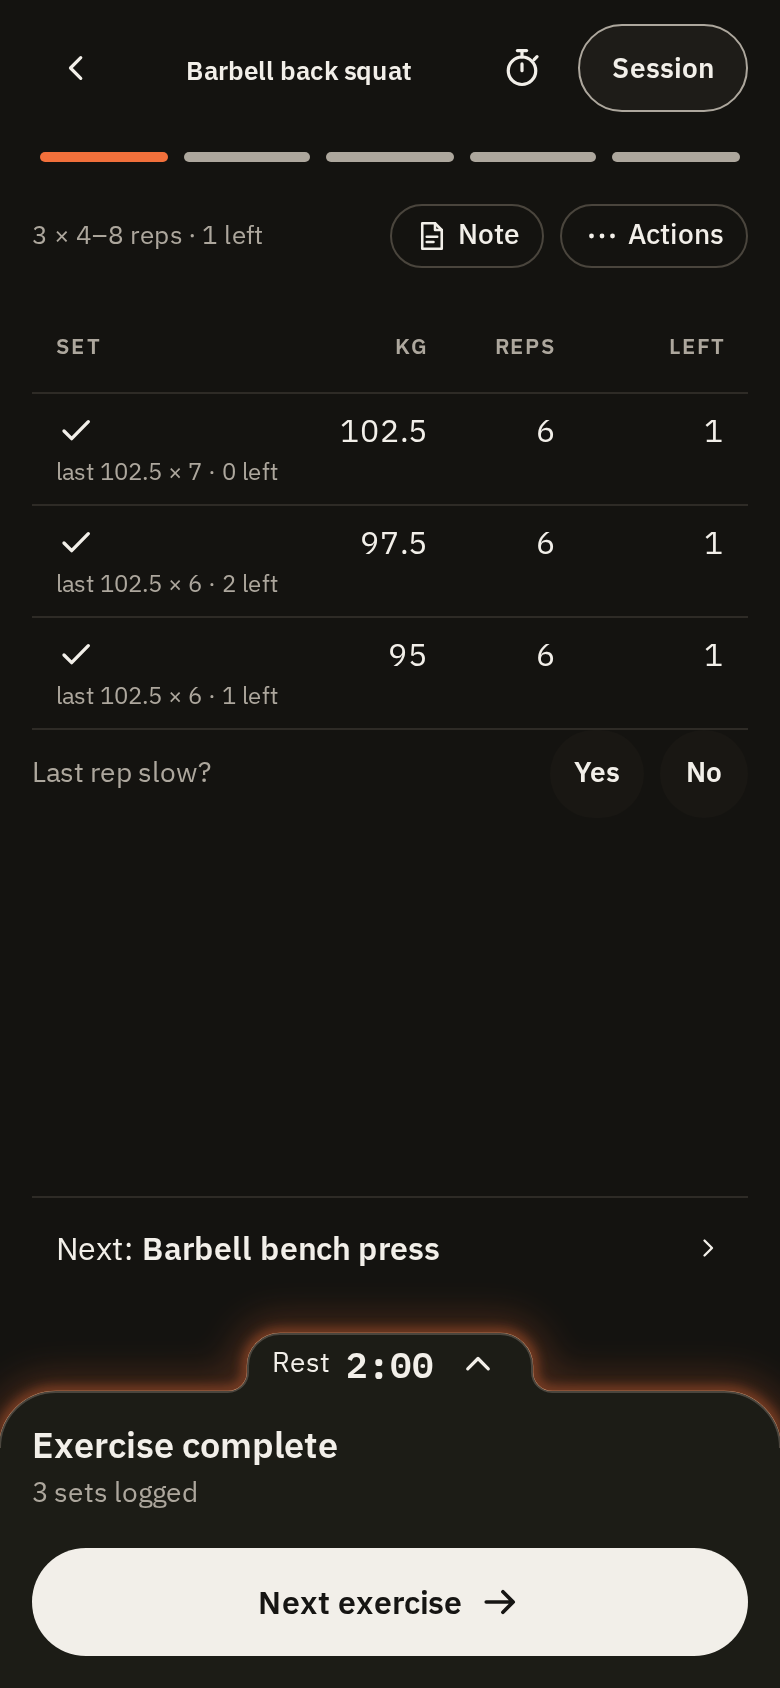 Barbell back squat
Session
3 × 4–8 reps · 1 left
Note
Actions
SET KG REPS LEFT
102.5 6 1
last 102.5 × 7 · 0 left
97.5 6 1
last 102.5 × 6 · 2 left
95 6 1
last 102.5 × 6 · 1 left
Last rep slow? Yes No
Next: Barbell bench press
Rest 2:00
Exercise complete
3 sets logged
Next exercise